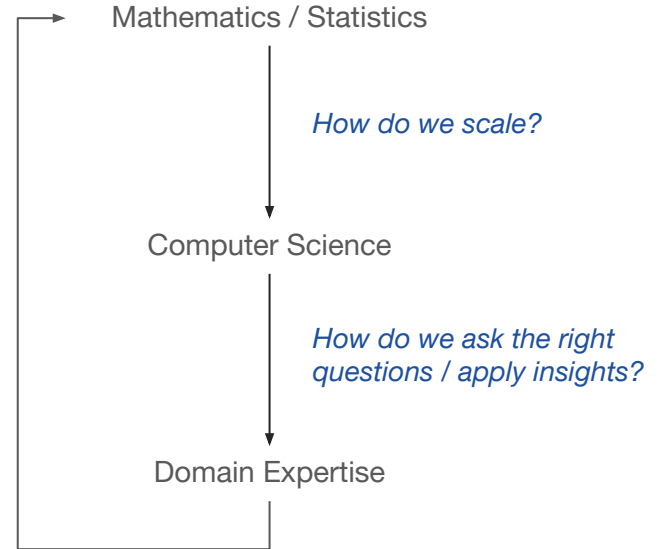 Mathematics / Statistics
How do we scale?
Computer Science
How do we ask the right
questions / apply insights?
Domain Expertise